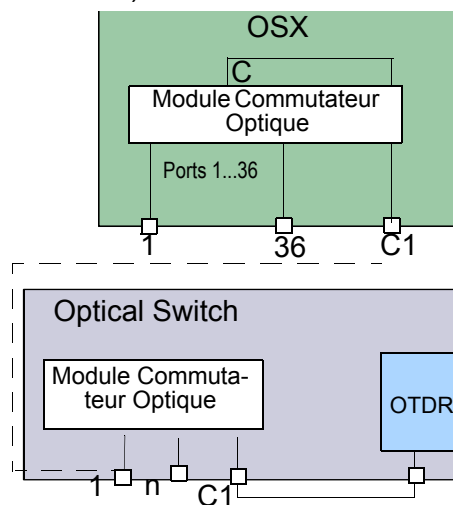 OSX
C
Module Commutateur
Optique
Ports 1...36
1 36 C1
Optical Switch
Module Commuta-
teur Optique
OTDR
1 n C1